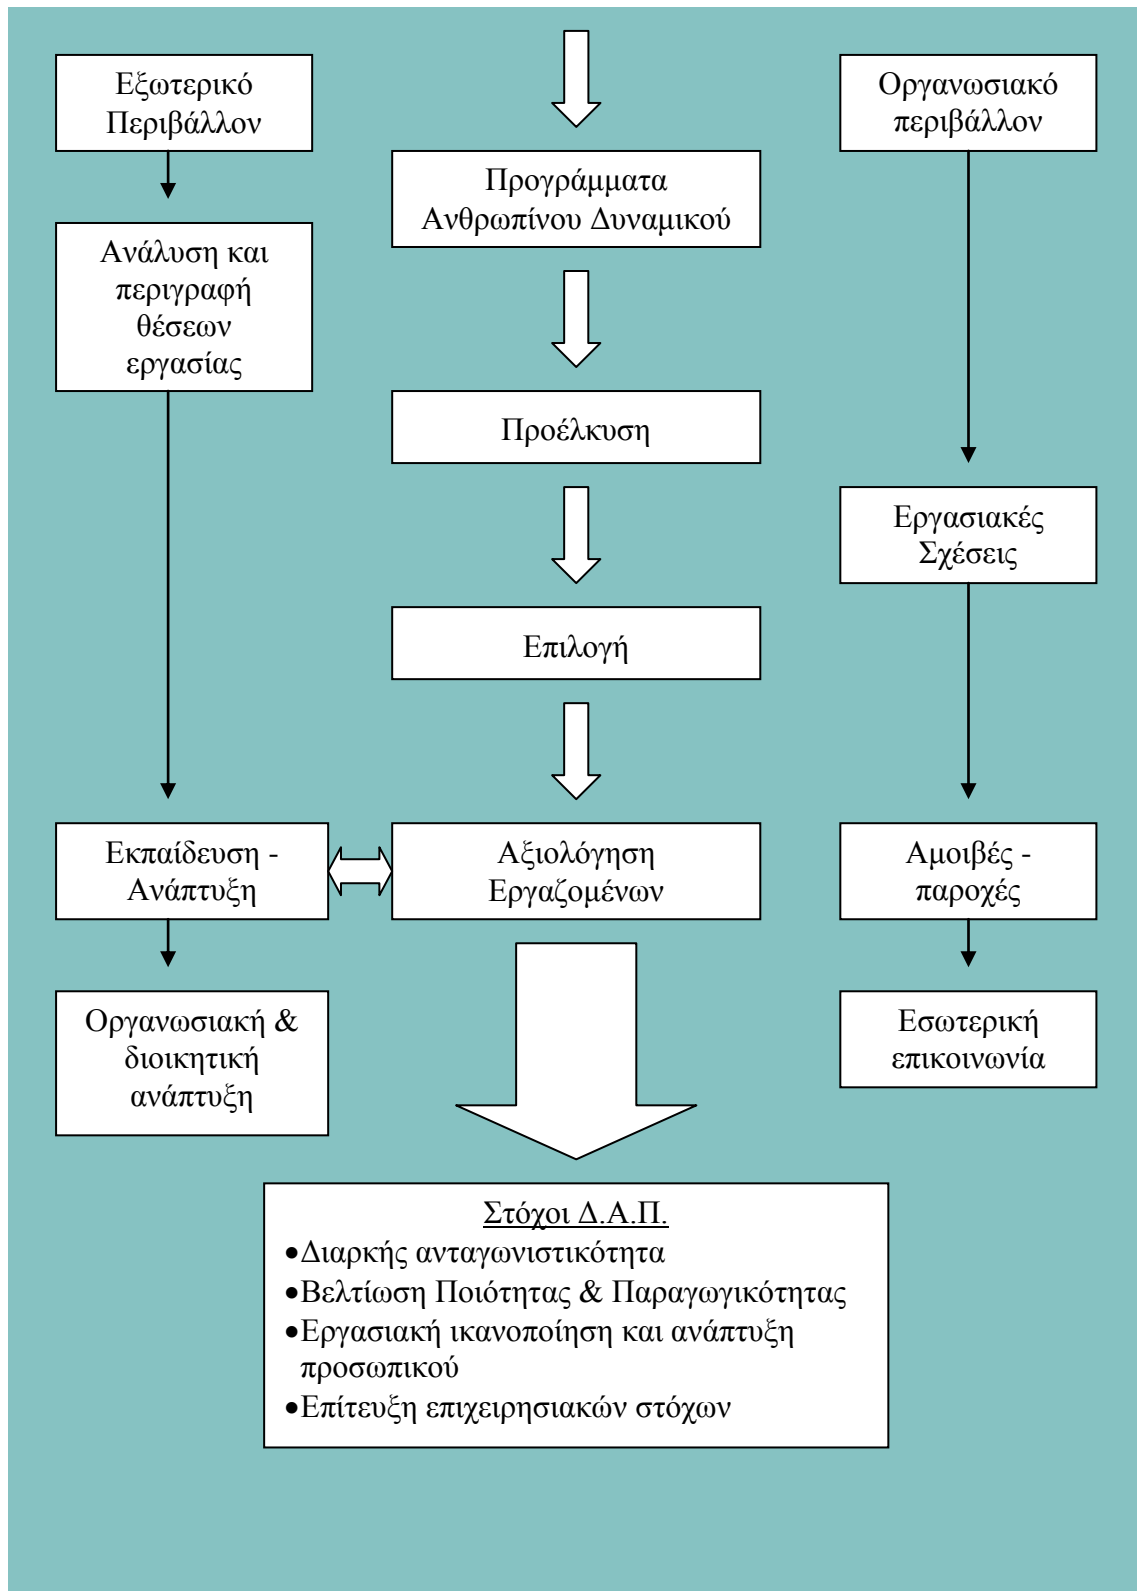 Εξωτερικό
Περιβάλλον
Οργανωσιακό
περιβάλλον
Προγράμματα
Ανθρωπίνου Δυναμικού
Ανάλυση και
περιγραφή
θέσεων
εργασίας
Προέλκυση
Εργασιακές
Σχέσεις
Επιλογή
Εκπαίδευση -
Ανάπτυξη
Αξιολόγηση
Εργαζομένων
Αμοιβές -
παροχές
Οργανωσιακή &
διοικητική
ανάπτυξη
Εσωτερική
επικοινωνία
Στόχοι Δ.Α.Π.
•Διαρκής ανταγωνιστικότητα
•Βελτίωση Ποιότητας & Παραγωγικότητας
•Εργασιακή ικανοποίηση και ανάπτυξη
προσωπικού
•Επίτευξη επιχειρησιακών στόχων